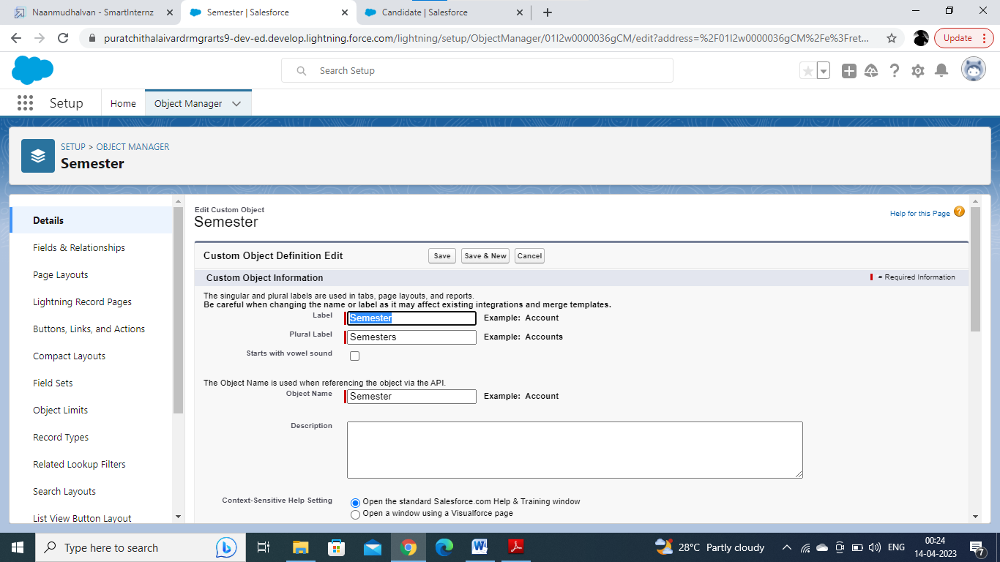 Naanmudhalvan - SmartInternz
Semester | Salesforce
Candidate | Salesforce
puratchithalaivardrmgrarts9-dev-ed.develop.lightning.force.com/lightning/setup/ObjectManager/01I2w0000036gCM/edit?address=%2F01I2w0000036gCM%2Fe%3Fret...
Update
Search Setup
Setup
Home
Object Manager
SETUP > OBJECT MANAGER
Semester
Details
Fields & Relationships
Page Layouts
Lightning Record Pages
Buttons, Links, and Actions
Compact Layouts
Field Sets
Object Limits
Record Types
Related Lookup Filters
Search Layouts
List View Button Layout
Edit Custom Object
Semester
Help for this Page
Custom Object Definition Edit
Save
Save & New
Cancel
Custom Object Information
= Required Information
The singular and plural labels are used in tabs, page layouts, and reports.
Be careful when changing the name or label as it may affect existing integrations and merge templates.
Label Semester Example: Account
Plural Label Semesters Example: Accounts
Starts with vowel sound
The Object Name is used when referencing the object via the API.
Object Name Semester Example: Account
Description
Context-Sensitive Help Setting
Open the standard Salesforce.com Help & Training window
Open a window using a Visualforce page
Type here to search
28°C Partly cloudy
ENG
00:24
14-04-2023
7